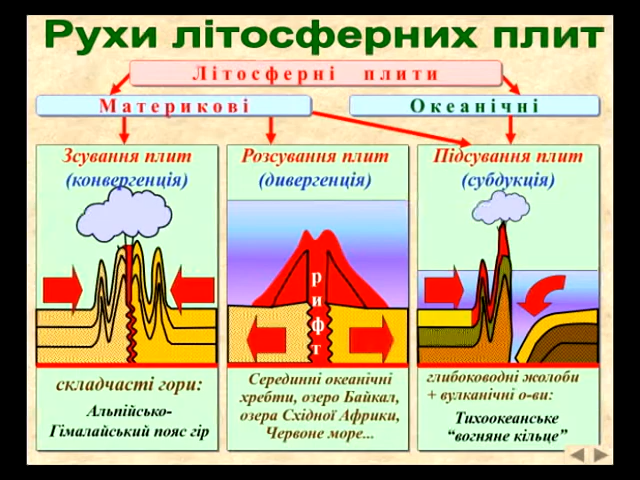 Рухи літосферних плит
Літосферні плити
Материкові
Океанічні
Зсування плит
(конвергенція)
складчасті гори:
Альпійсько-
Гімалайський пояс гір
Розсування плит
(дивергенція)
рифт
Серединні океанічні
хребти, озеро Байкал,
озера Східної Африки,
Червоне море...
Підсування плит
(субдукція)
глибоководні жолоби
+ вулканічні о-ви:
Тихоокеанське
“вогняне кільце”